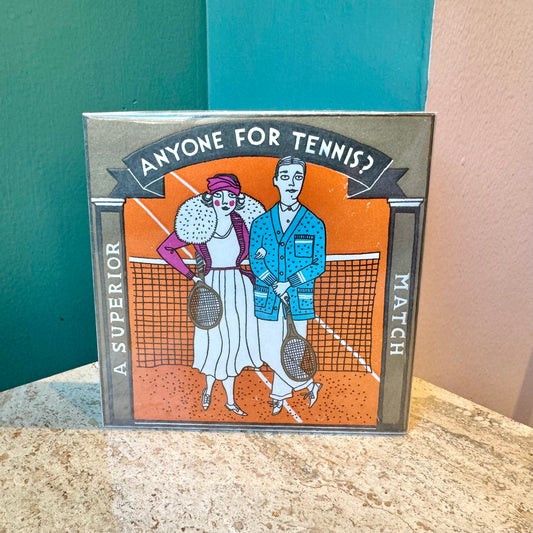 ANYONE FOR TENNIS?
A SUPERIOR
MATCH